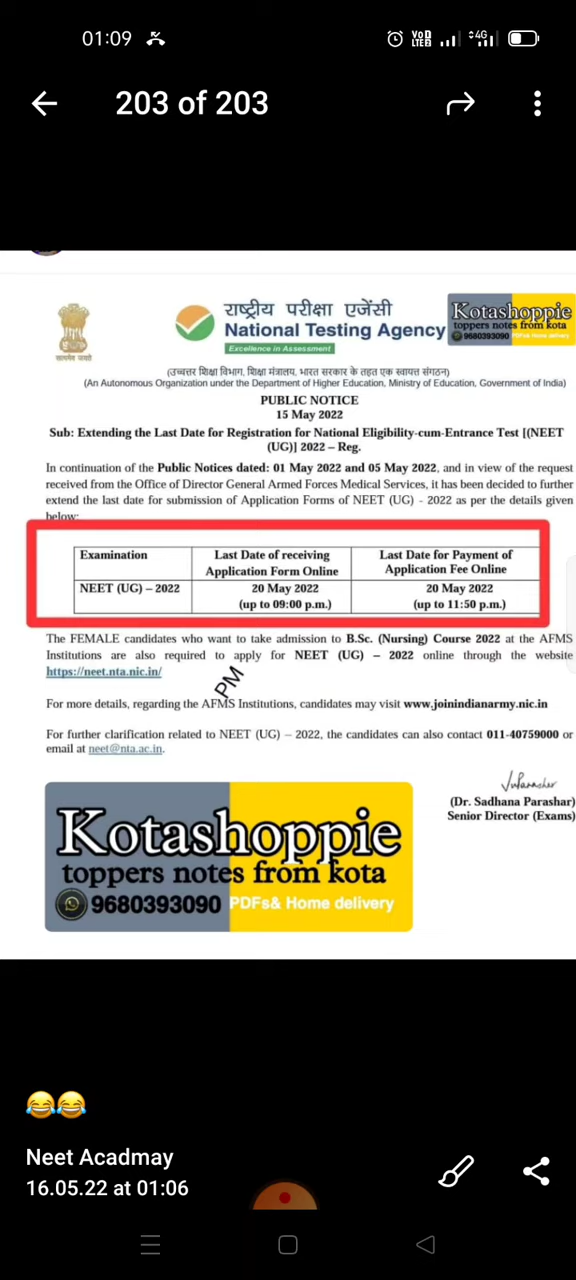 01:09
Vo D
LTE 2
4G
203 of 203
सत्यमेव जयते
राष्ट्रीय परीक्षा एजेंसी
National Testing Agency
Excellence in Assessment
Kotashoppie
toppers notes from kota
9680393090 PDFs& Home delivery
(उच्चतर शिक्षा विभाग, शिक्षा मंत्रालय, भारत सरकार के तहत एक स्वायत्त संगठन)
(An Autonomous Organization under the Department of Higher Education, Ministry of Education, Government of India)
PUBLIC NOTICE
15 May 2022
Sub: Extending the Last Date for Registration for National Eligibility-cum-Entrance Test [(NEET
(UG)] 2022 – Reg.
In continuation of the Public Notices dated: 01 May 2022 and 05 May 2022, and in view of the request
received from the Office of Director General Armed Forces Medical Services, it has been decided to further
extend the last date for submission of Application Forms of NEET (UG) - 2022 as per the details given
below:
Examination Last Date of receiving Last Date for Payment of
Application Form Online Application Fee Online
NEET (UG) – 2022 20 May 2022 20 May 2022
(up to 09:00 p.m.) (up to 11:50 p.m.)
The FEMALE candidates who want to take admission to B.Sc. (Nursing) Course 2022 at the AFMS
Institutions are also required to apply for NEET (UG) – 2022 online through the website
https://neet.nta.nic.in/
PM
For more details, regarding the AFMS Institutions, candidates may visit www.joinindianarmy.nic.in
For further clarification related to NEET (UG) – 2022, the candidates can also contact 011-40759000 or
email at neet@nta.ac.in.
(Dr. Sadhana Parashar)
Senior Director (Exams)
Kotashoppie
toppers notes from kota
9680393090 PDFs& Home delivery
😂😂
Neet Acadmay
16.05.22 at 01:06